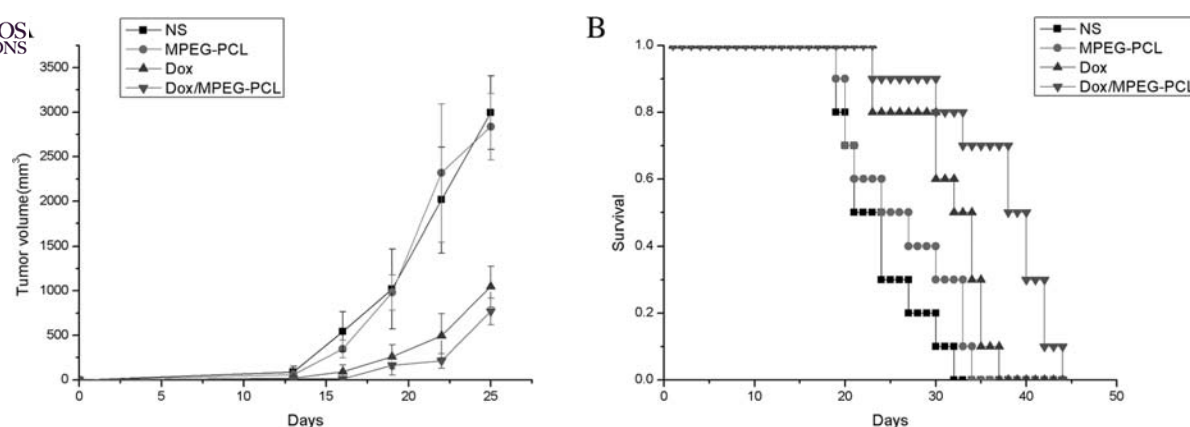 NS
MPEG-PCL
Dox
Dox/MPEG-PCL
Tumor volume(mm³)
3500
3000
2500
2000
1500
1000
500
0
0
5
10
15
20
25
Days
B
NS
MPEG-PCL
Dox
Dox/MPEG-PCL
Survival
1.0
0.8
0.6
0.4
0.2
0.0
0
10
20
30
40
50
Days